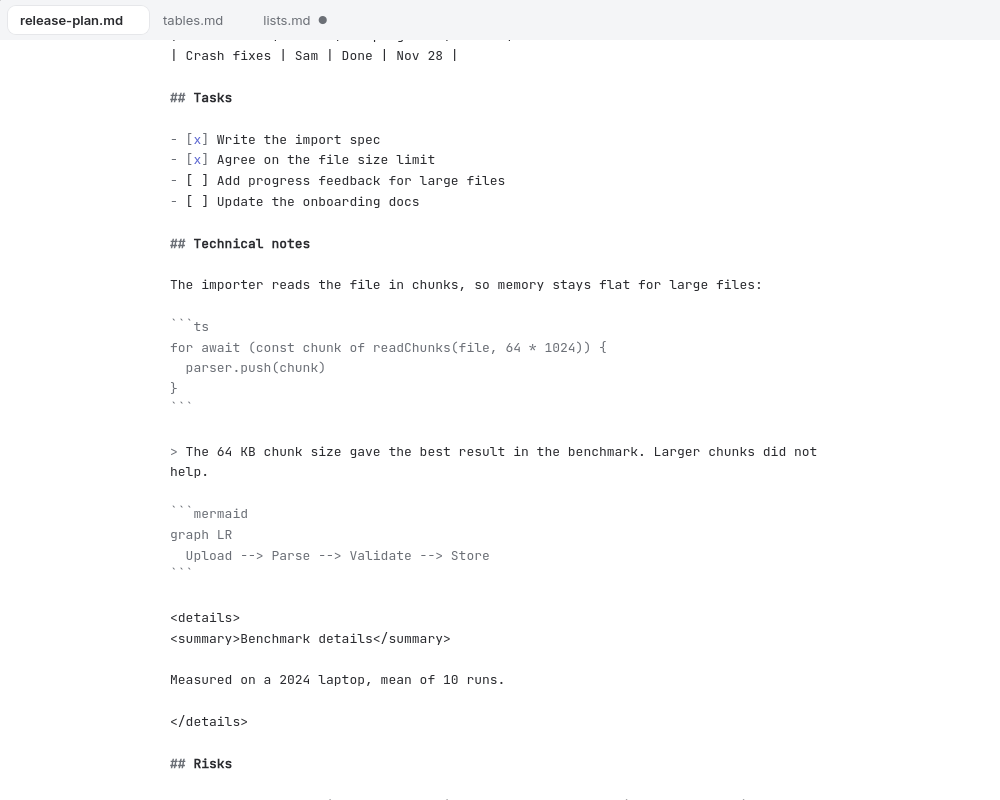 release-plan.md tables.md lists.md
| Crash fixes | Sam | Done | Nov 28 |
## Tasks
- [x] Write the import spec
- [x] Agree on the file size limit
- [ ] Add progress feedback for large files
- [ ] Update the onboarding docs
## Technical notes
The importer reads the file in chunks, so memory stays flat for large files:
```ts
for await (const chunk of readChunks(file, 64 * 1024)) {
  parser.push(chunk)
}
```
> The 64 KB chunk size gave the best result in the benchmark. Larger chunks did not
help.
```mermaid
graph LR
  Upload --> Parse --> Validate --> Store
```
<details>
<summary>Benchmark details</summary>
Measured on a 2024 laptop, mean of 10 runs.
</details>
## Risks